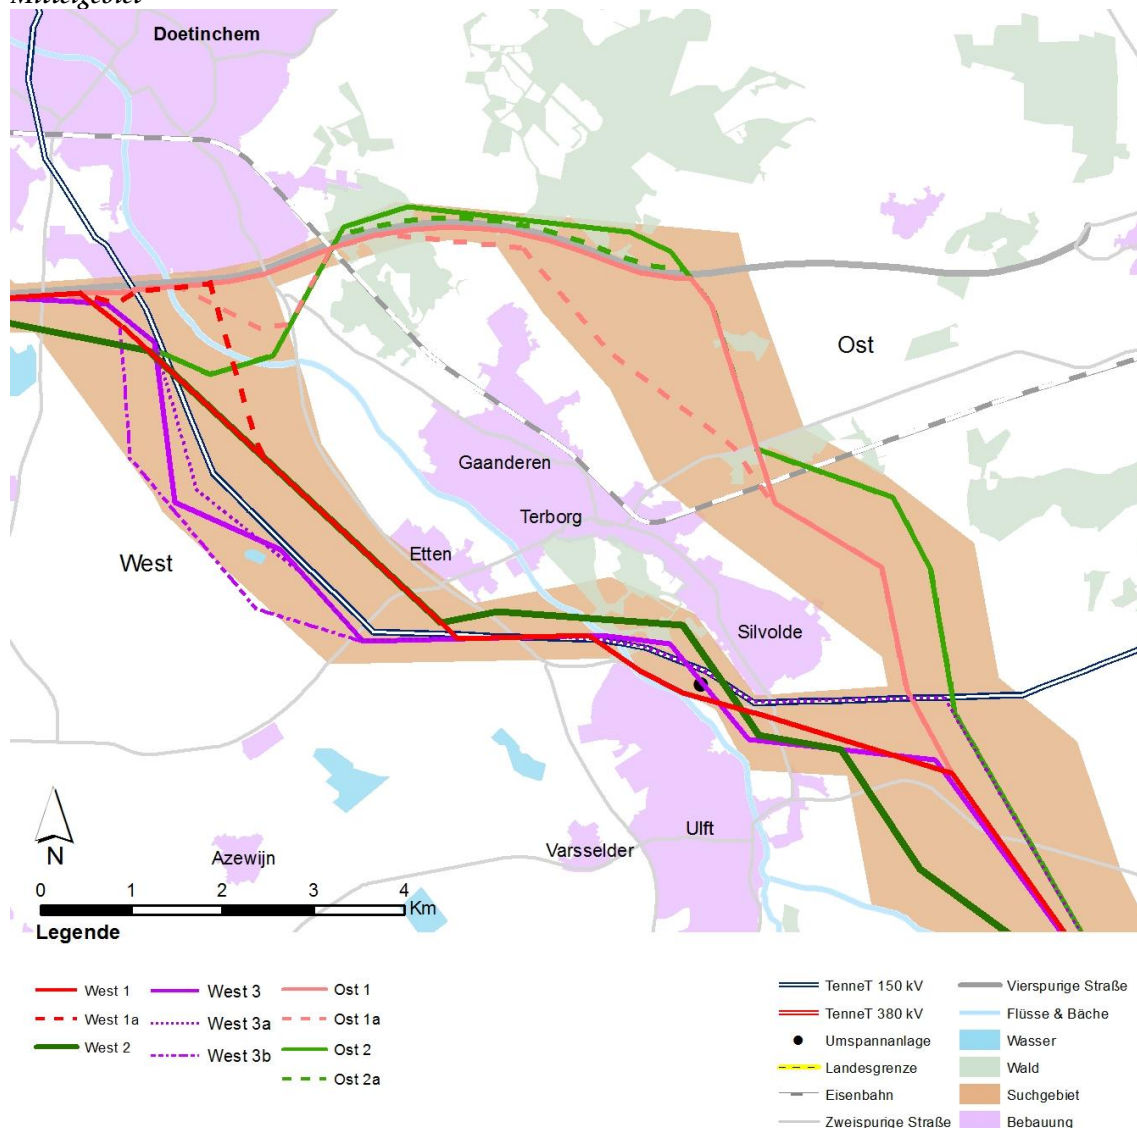 Mittelgebiet
Doetinchem
Ost
Gaanderen
Terborg
Etten
West
Silvolde
Ulft
Varsselder
Azewijn
N
0 1 2 3 4
Km
Legende
West 1
West 1a
West 2
West 3
West 3a
West 3b
Ost 1
Ost 1a
Ost 2
Ost 2a
TenneT 150 kV
TenneT 380 kV
Umspannanlage
Landesgrenze
Eisenbahn
Zweispurige Straße
Vierspurige Straße
Flüsse & Bäche
Wasser
Wald
Suchgebiet
Bebauung